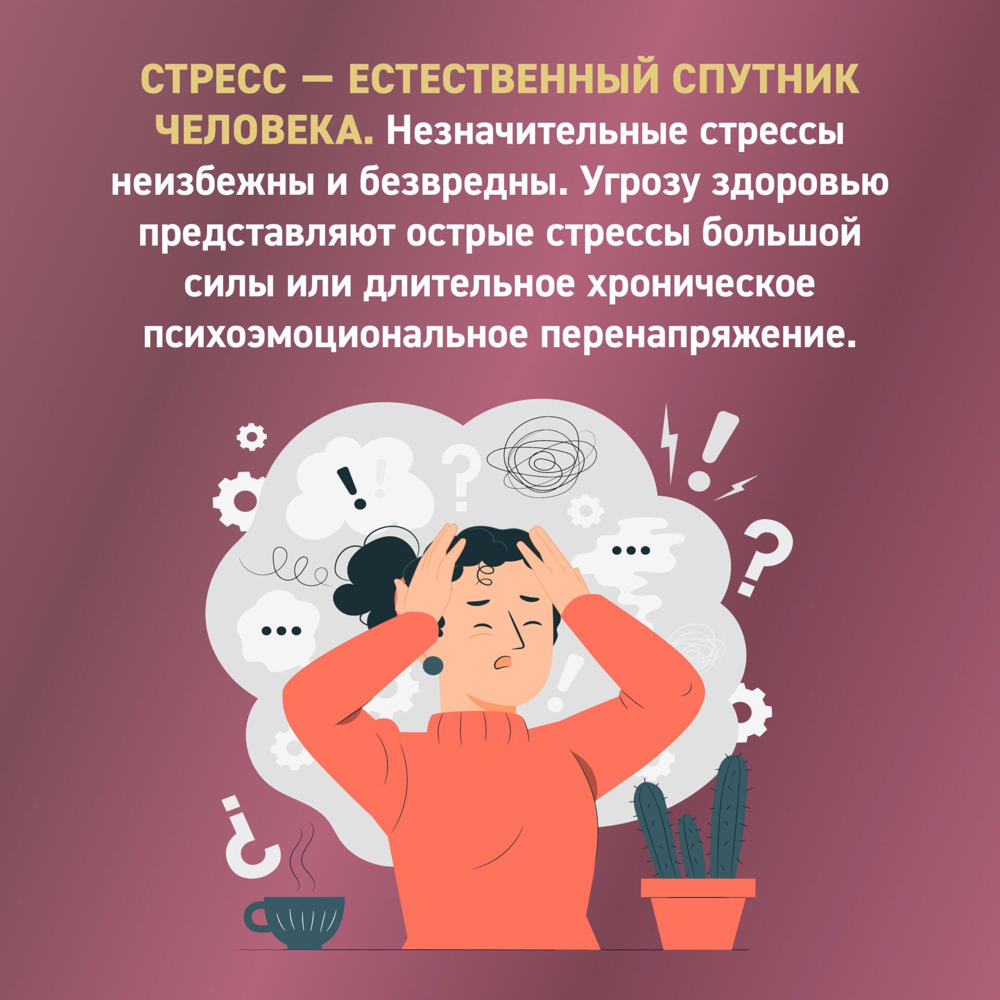 СТРЕСС — ЕСТЕСТВЕННЫЙ СПУТНИК
ЧЕЛОВЕКА. Незначительные стрессы
неизбежны и безвредны. Угрозу здоровью
представляют острые стрессы большой
силы или длительное хроническое
психоэмоциональное перенапряжение.